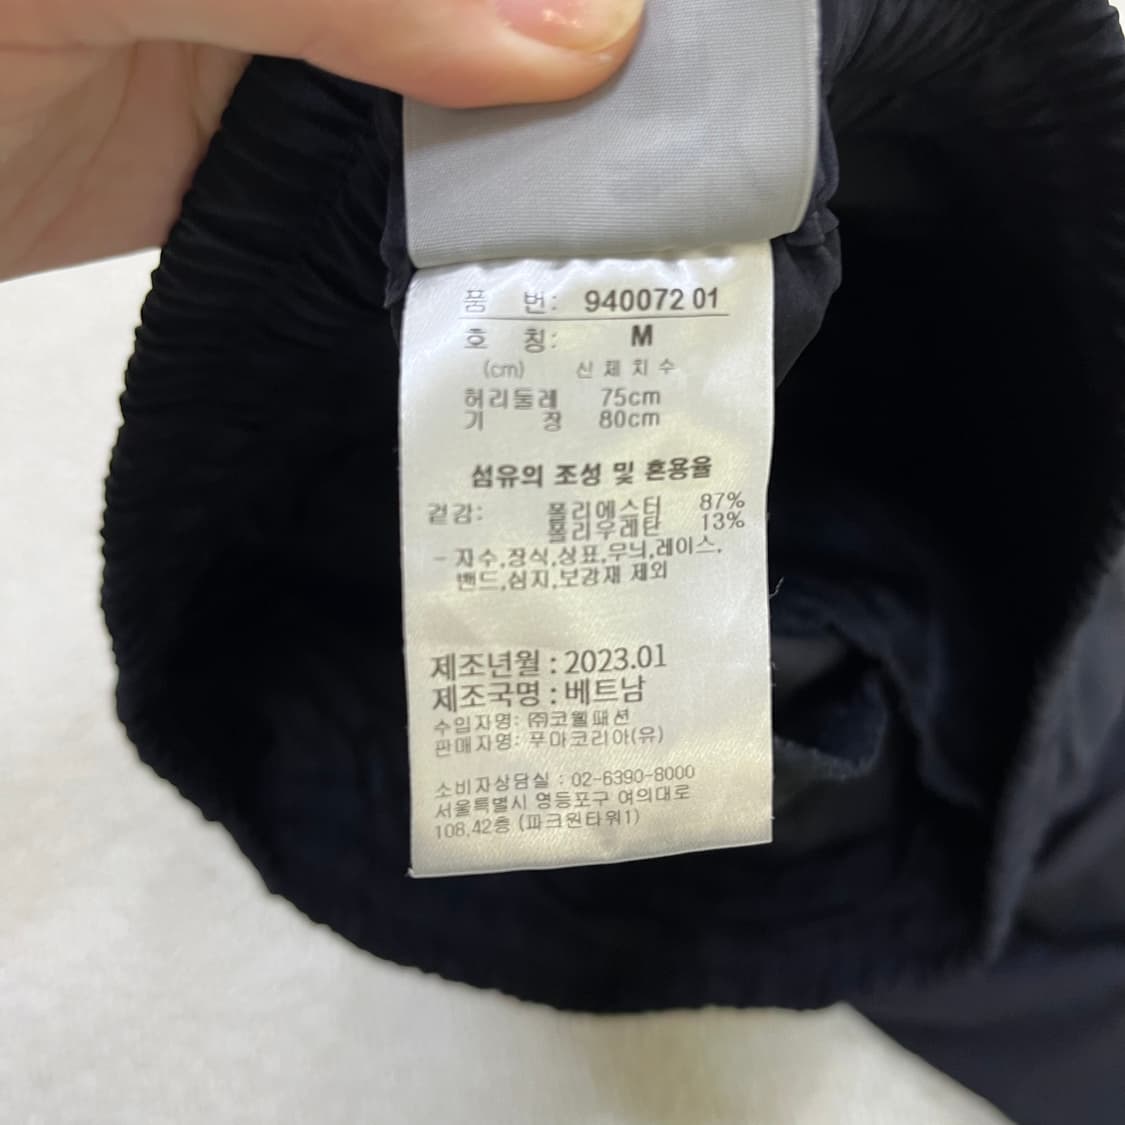 품 번: 940072 01
호 칭: M
(cm) 신체치수
허리둘레 75cm
기 장 80cm
섬유의 조성 및 혼용율
겉감: 폴리에스터 87%
폴리우레탄 13%
- 자수,장식,상표,무늬,레이스,
밴드,심지,보강재 제외
제조년월 : 2023.01
제조국명 : 베트남
수입자명: ㈜코웰패션
판매자명: 푸마코리아(유)
소비자상담실 : 02-6390-8000
서울특별시 영등포구 여의대로
108,42층 (파크원타워1)